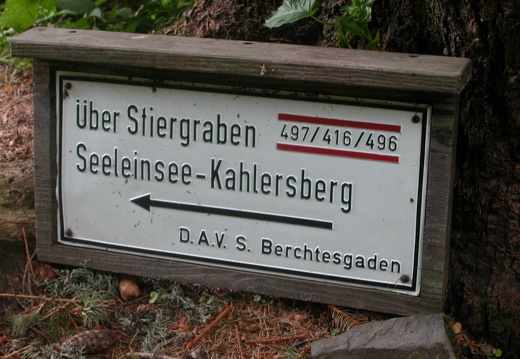 Über Stiergraben 497/416/496
Seeleinsee-Kahlersberg
D.A.V. S. Berchtesgaden